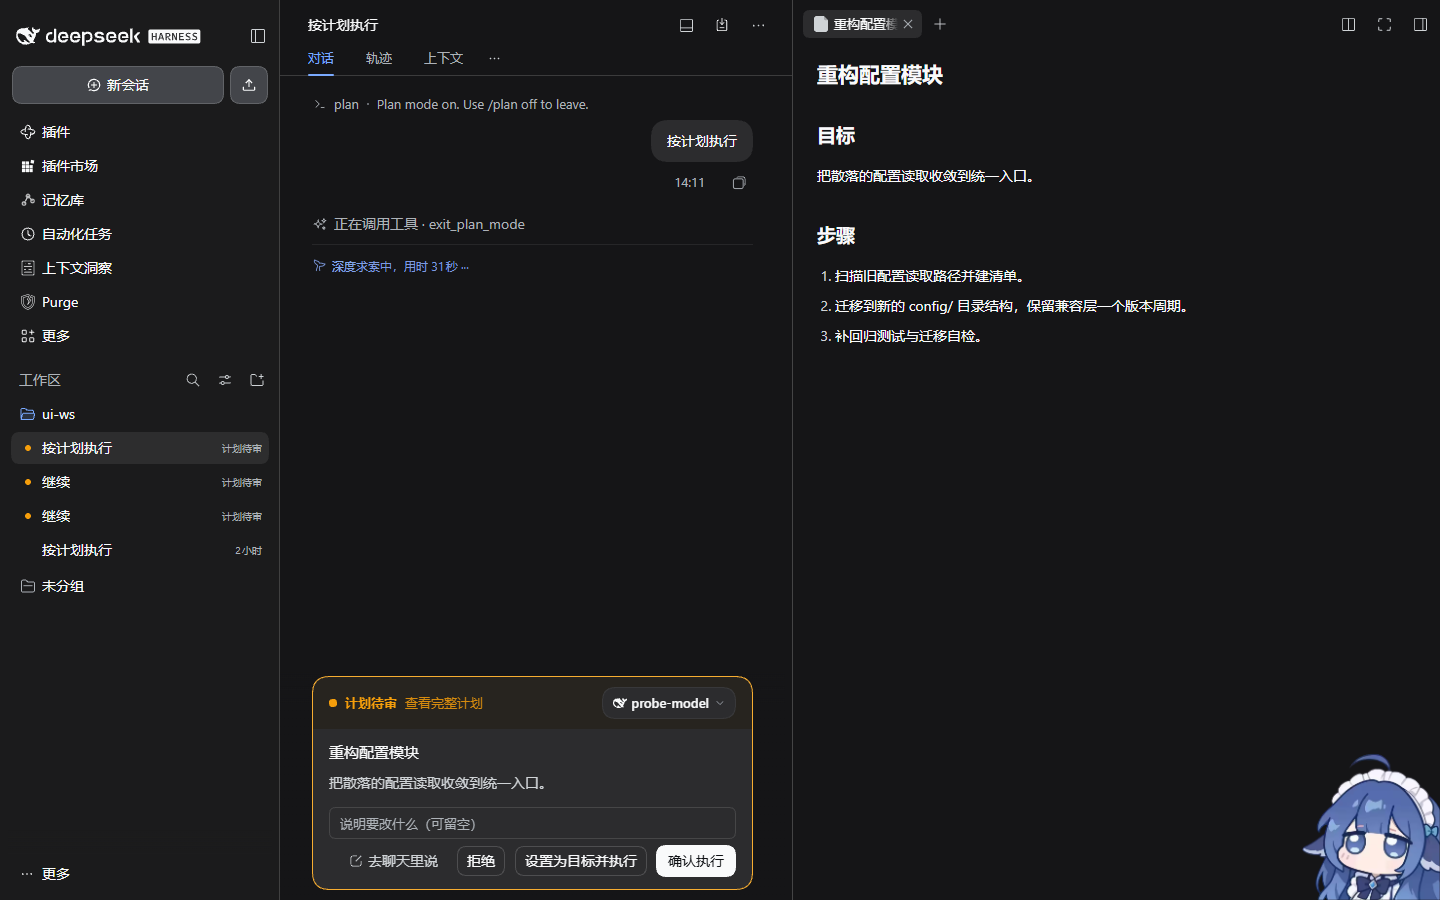 deepseek HARNESS
新会话
插件
插件市场
记忆库
自动化任务
上下文洞察
Purge
更多
工作区
ui-ws
按计划执行 计划待审
继续 计划待审
继续 计划待审
按计划执行 2小时
未分组
更多
按计划执行
对话 轨迹 上下文 ···
plan · Plan mode on. Use /plan off to leave.
按计划执行
14:11
正在调用工具 · exit_plan_mode
深度求索中，用时 31秒 ···
计划待审 查看完整计划
probe-model
重构配置模块
把散落的配置读取收敛到统一入口。
说明要改什么（可留空）
去聊天里说 拒绝 设置为目标并执行 确认执行
重构配置
重构配置模块
目标
把散落的配置读取收敛到统一入口。
步骤
1. 扫描旧配置读取路径并建清单。
2. 迁移到新的 config/ 目录结构，保留兼容层一个版本周期。
3. 补回归测试与迁移自检。